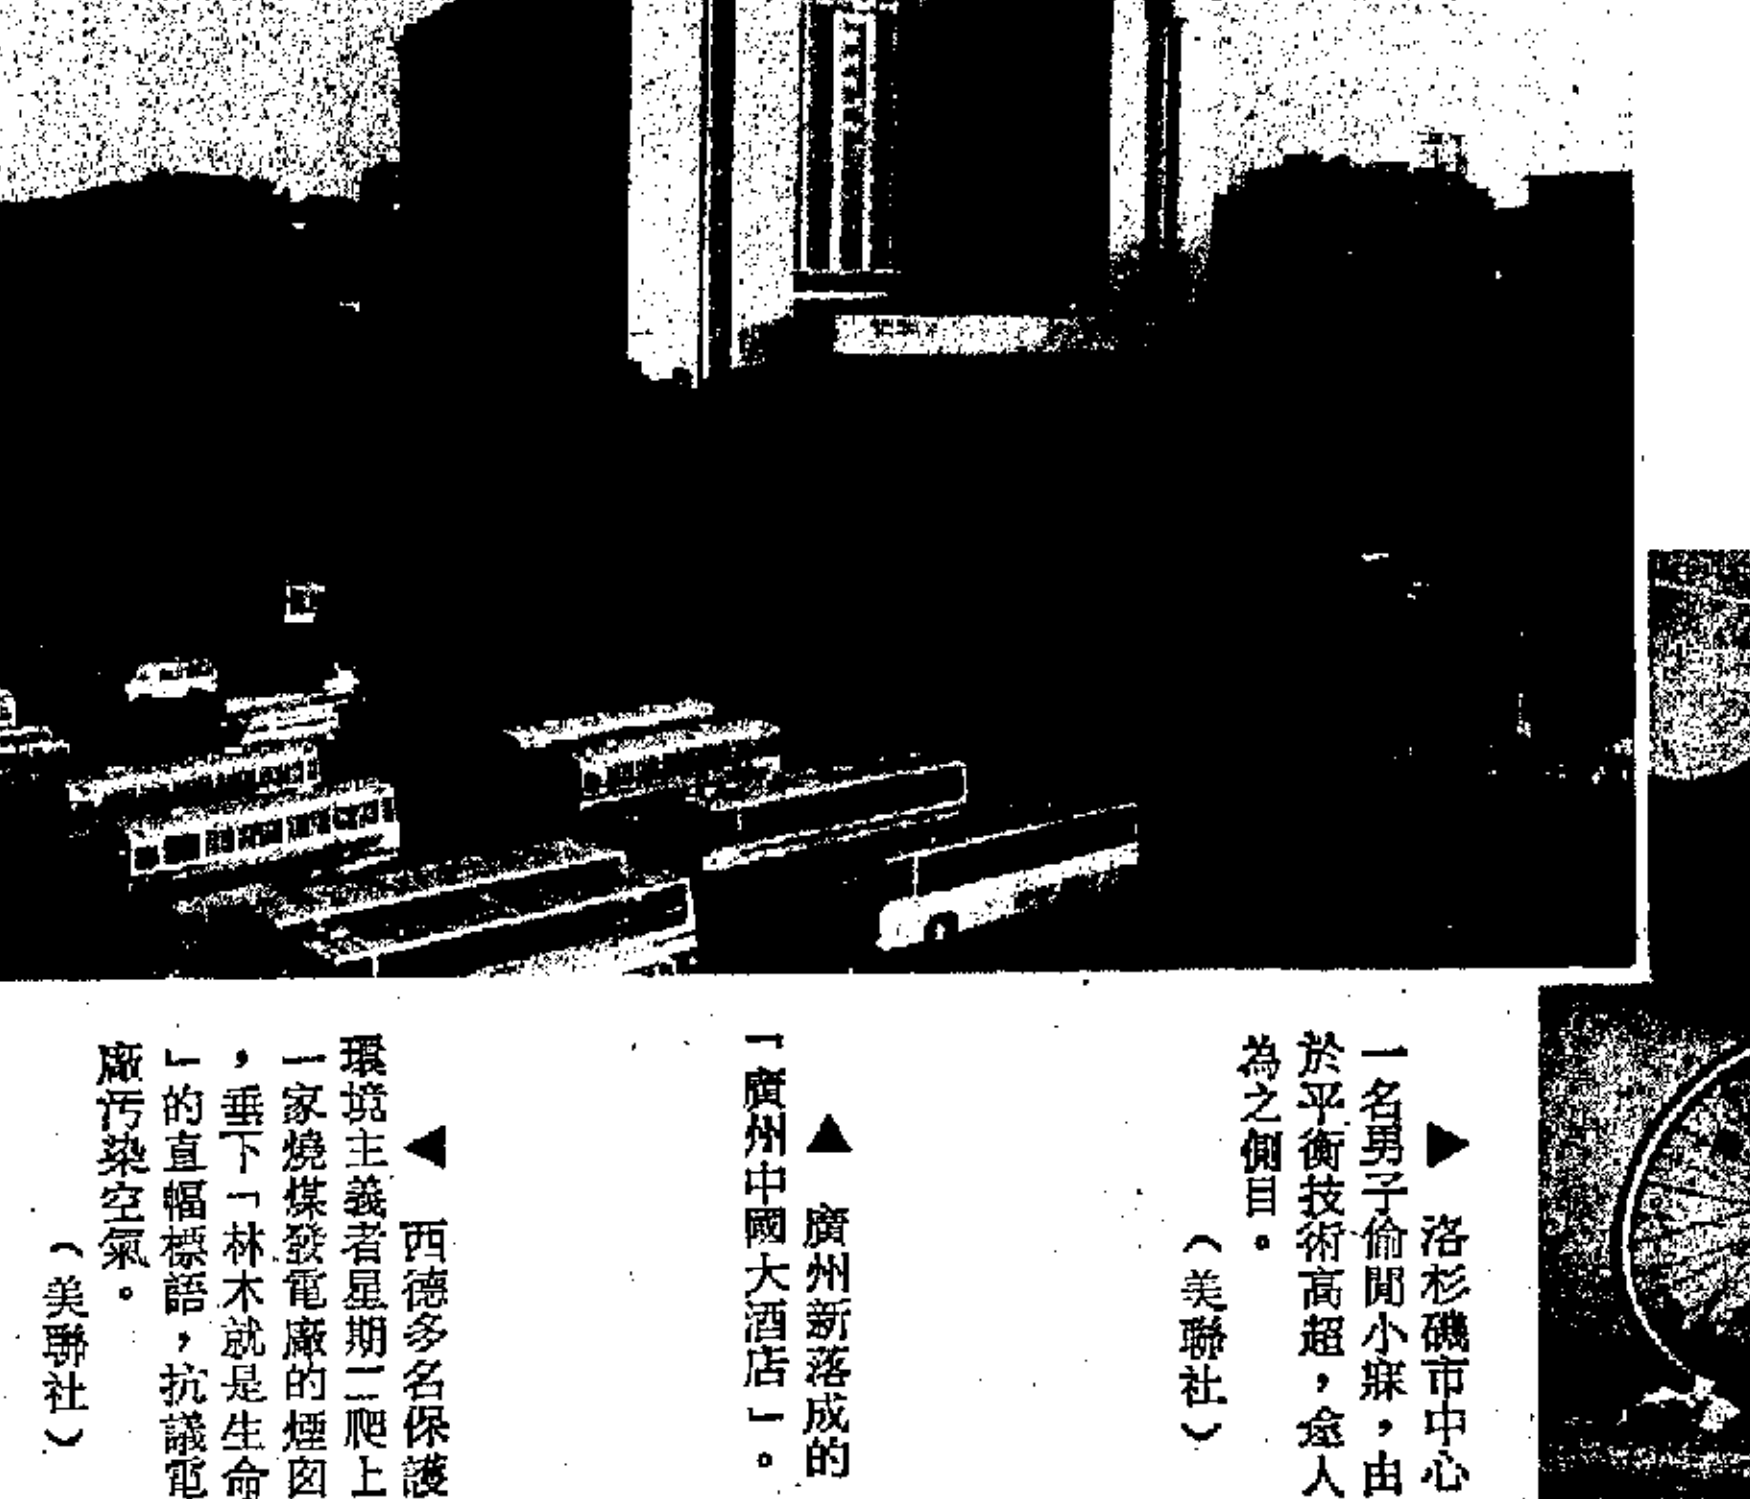 ▶ 洛杉磯市中心
一名男子偷閒小寐，由
於平衡技術高超，途人
為之側目。
（美聯社）
▲ 廣州新落成的
「廣州中國大酒店」。
◀ 西德多名保護
環境主義者星期二爬上
一家燒煤發電廠的煙囪
，垂下「林木就是生命
」的直幅標語，抗議電
廠污染空氣。
（美聯社）